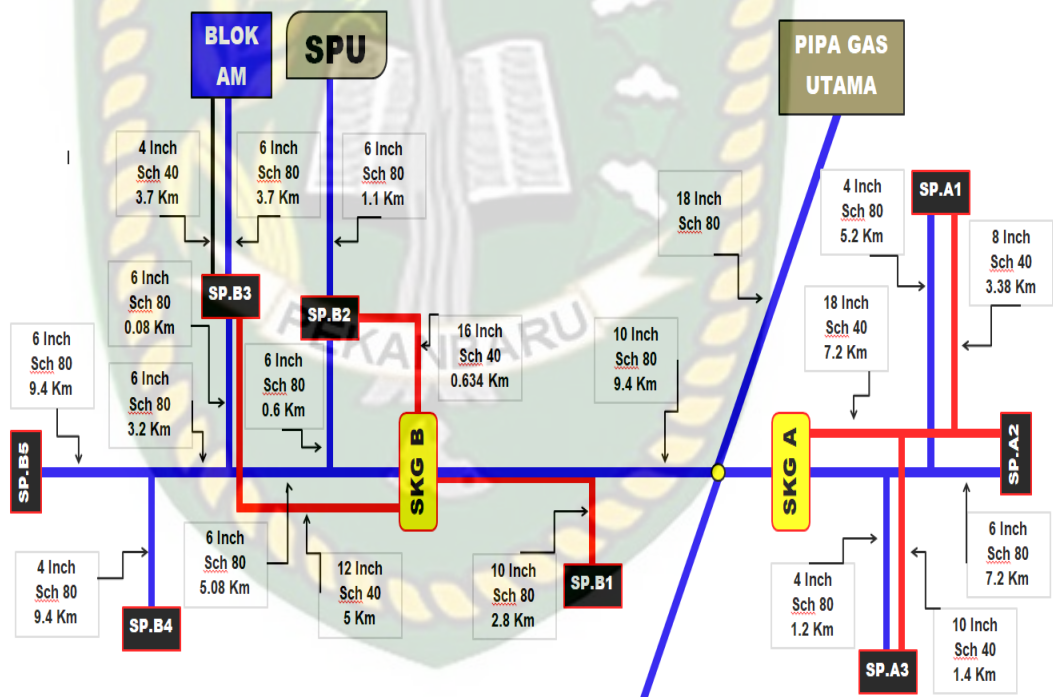 BLOK
AM
SPU
PIPA GAS
UTAMA
4 Inch
Sch 40
3.7 Km
6 Inch
Sch 80
3.7 Km
6 Inch
Sch 80
1.1 Km
18 Inch
Sch 80
4 Inch
Sch 80
5.2 Km
SP.A1
8 Inch
Sch 40
3.38 Km
6 Inch
Sch 80
0.08 Km
SP.B3
SP.B2
PEKANBARU
18 Inch
Sch 40
7.2 Km
6 Inch
Sch 80
9.4 Km
6 Inch
Sch 80
3.2 Km
6 Inch
Sch 80
0.6 Km
16 Inch
Sch 40
0.634 Km
10 Inch
Sch 80
9.4 Km
SP.B5
SKG B
SKG A
SP.A2
4 Inch
Sch 80
9.4 Km
SP.B4
6 Inch
Sch 80
5.08 Km
12 Inch
Sch 40
5 Km
10 Inch
Sch 80
2.8 Km
SP.B1
4 Inch
Sch 80
1.2 Km
SP.A3
6 Inch
Sch 80
7.2 Km
10 Inch
Sch 40
1.4 Km